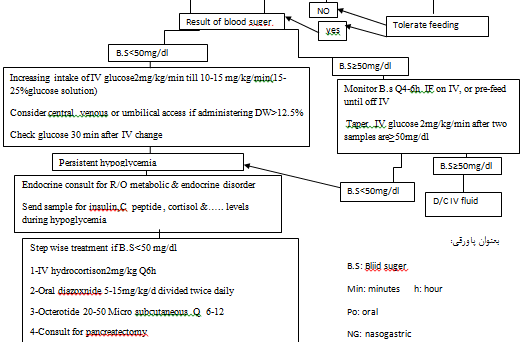 NO
Result of blood suger.
yes
Tolerate feeding
B.S<50mg/dl
B.S≥50mg/dl
Increasing intake of IV glucose2mg/kg/min till 10-15 mg/kg/min(15-
25%glucose solution)
Consider central venous or umbilical access if administering DW>12.5%
Check glucose 30 min after IV change
Monitor B.s Q4-6h IF on IV, or pre-feed
until off IV
Taper IV glucose 2mg/kg/min after two
samples are≥50mg/dl
Persistent hypoglycemia
B.S≥50mg/dl
Endocrine consult for R/O metabolic & endocrine disorder
Send sample for insulin,C peptide , cortisol &..... levels
during hypoglycemia
B.S<50mg/dl
D/C IV fluid
Step wise treatment if B.S<50 mg/dl
1-IV hydrocortison2mg/kg Q6h
2-Oral diazoxnide 5-15mg/kg/d divided twice daily
3-Octerotide 20-50 Micro subcutaneous Q 6-12
4-Consult for pancreatectomy
بعنوان پاورقی:
B.S: Bljid suger
Min: minutes h: hour
Po: oral
NG: nasogastric